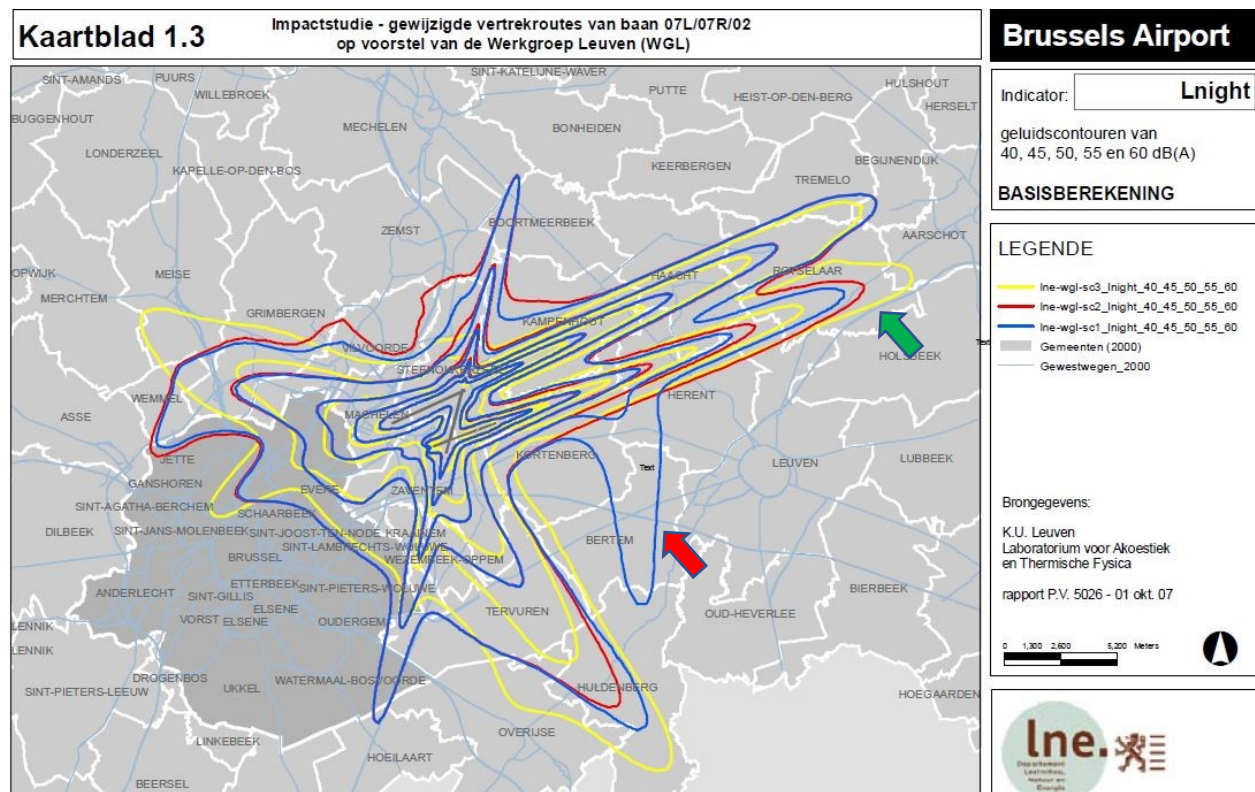 Kaartblad 1.3
Impactstudie - gewijzigde vertrekroutes van baan 07L/07R/02
op voorstel van de Werkgroep Leuven (WGL)
Brussels Airport
Indicator: Lnight
geluidscontouren van
40, 45, 50, 55 en 60 dB(A)
BASISBEREKENING
LEGENDE
lne-wgl-sc3_lnight_40_45_50_55_60
lne-wgl-sc2_lnight_40_45_50_55_60
lne-wgl-sc1_lnight_40_45_50_55_60
Gemeenten (2000)
Gewestwegen_2000
Brongegevens:
K.U. Leuven
Laboratorium voor Akoestiek
en Thermische Fysica
rapport P.V. 5026 - 01 okt. 07
0 1,300 2,600 5,200 Meters
lne.
Departement
Leefmilieu,
Natuur en
Energie
SINT-AMANDS
PUURS
SINT-KATELIJNE-WAVER
HULSHOUT
WILLEBROEK
PUTTE
HEIST-OP-DEN-BERG
HERSELT
BUGGENHOUT
MECHELEN
BONHEIDEN
LONDERZEEL
KAPELLE-OP-DEN-BOS
KEERBERGEN
BEGIJNENDIJK
TREMELO
ZEMST
BOORTMEERBEEK
AARSCHOT
OPWIJK
MEISE
HAACHT
ROTSELAAR
MERCHTEM
GRIMBERGEN
KAMPENHOUT
VILVOORDE
HOLSBEEK
Text
STEENOKKERZEEL
WEMMEL
HERENT
ASSE
MACHELEN
JETTE
KORTENBERG
Text
LEUVEN
LUBBEEK
GANSHOREN
EVERE
ZAVENTEM
SINT-AGATHA-BERCHEM
SCHAARBEEK
DILBEEK
SINT-JANS-MOLENBEEK
SINT-JOOST-TEN-NODE
KRAAINEM
SINT-LAMBRECHTS-WOLUWE
BERTEM
BRUSSEL
WEZEMBEEK-OPPEM
ETTERBEEK
SINT-PIETERS-WOLUWE
BIERBEEK
ANDERLECHT
SINT-GILLIS
ELSENE
TERVUREN
OUD-HEVERLEE
LENNIK
VORST
ELSENE
OUDERGEM
LENNIK
DROGENBOS
WATERMAAL-BOSVOORDE
HULDENBERG
SINT-PIETERS-LEEUW
UKKEL
HOEGAARDEN
OVERIJSE
LINKEBEEK
HOEILAART
BEERSEL